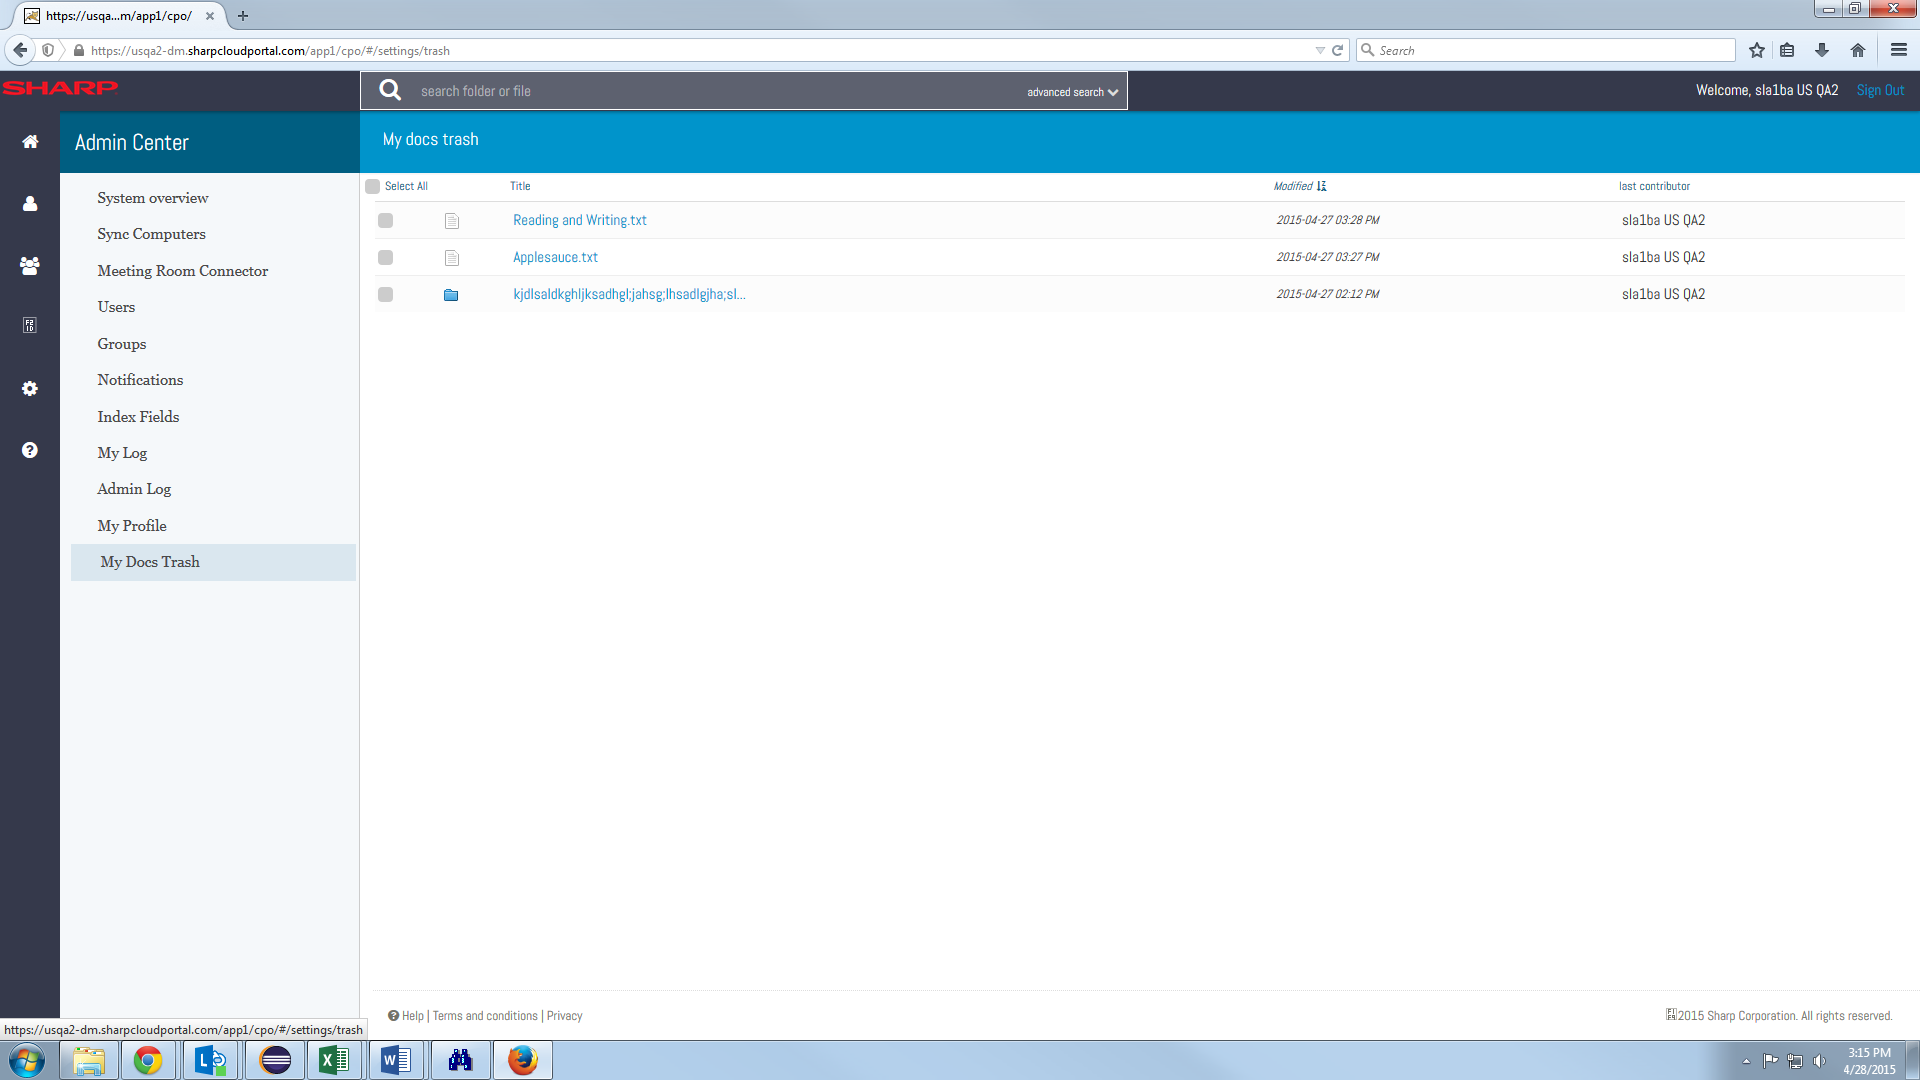 https://usqa...m/app1/cpo/
https://usqa2-dm.sharpcloudportal.com/app1/cpo/#/settings/trash
Search
SHARP
search folder or file
advanced search
Welcome, sla1ba US QA2
Sign Out
Admin Center
My docs trash
System overview
Sync Computers
Meeting Room Connector
Users
Groups
Notifications
Index Fields
My Log
Admin Log
My Profile
My Docs Trash
Select All Title Modified last contributor
Reading and Writing.txt 2015-04-27 03:28 PM sla1ba US QA2
Applesauce.txt 2015-04-27 03:27 PM sla1ba US QA2
kjdlsaldkghljksadhgl;jahsg;lhsadlgjha;sl... 2015-04-27 02:12 PM sla1ba US QA2
Help | Terms and conditions | Privacy
2015 Sharp Corporation. All rights reserved.
https://usqa2-dm.sharpcloudportal.com/app1/cpo/#/settings/trash
3:15 PM
4/28/2015